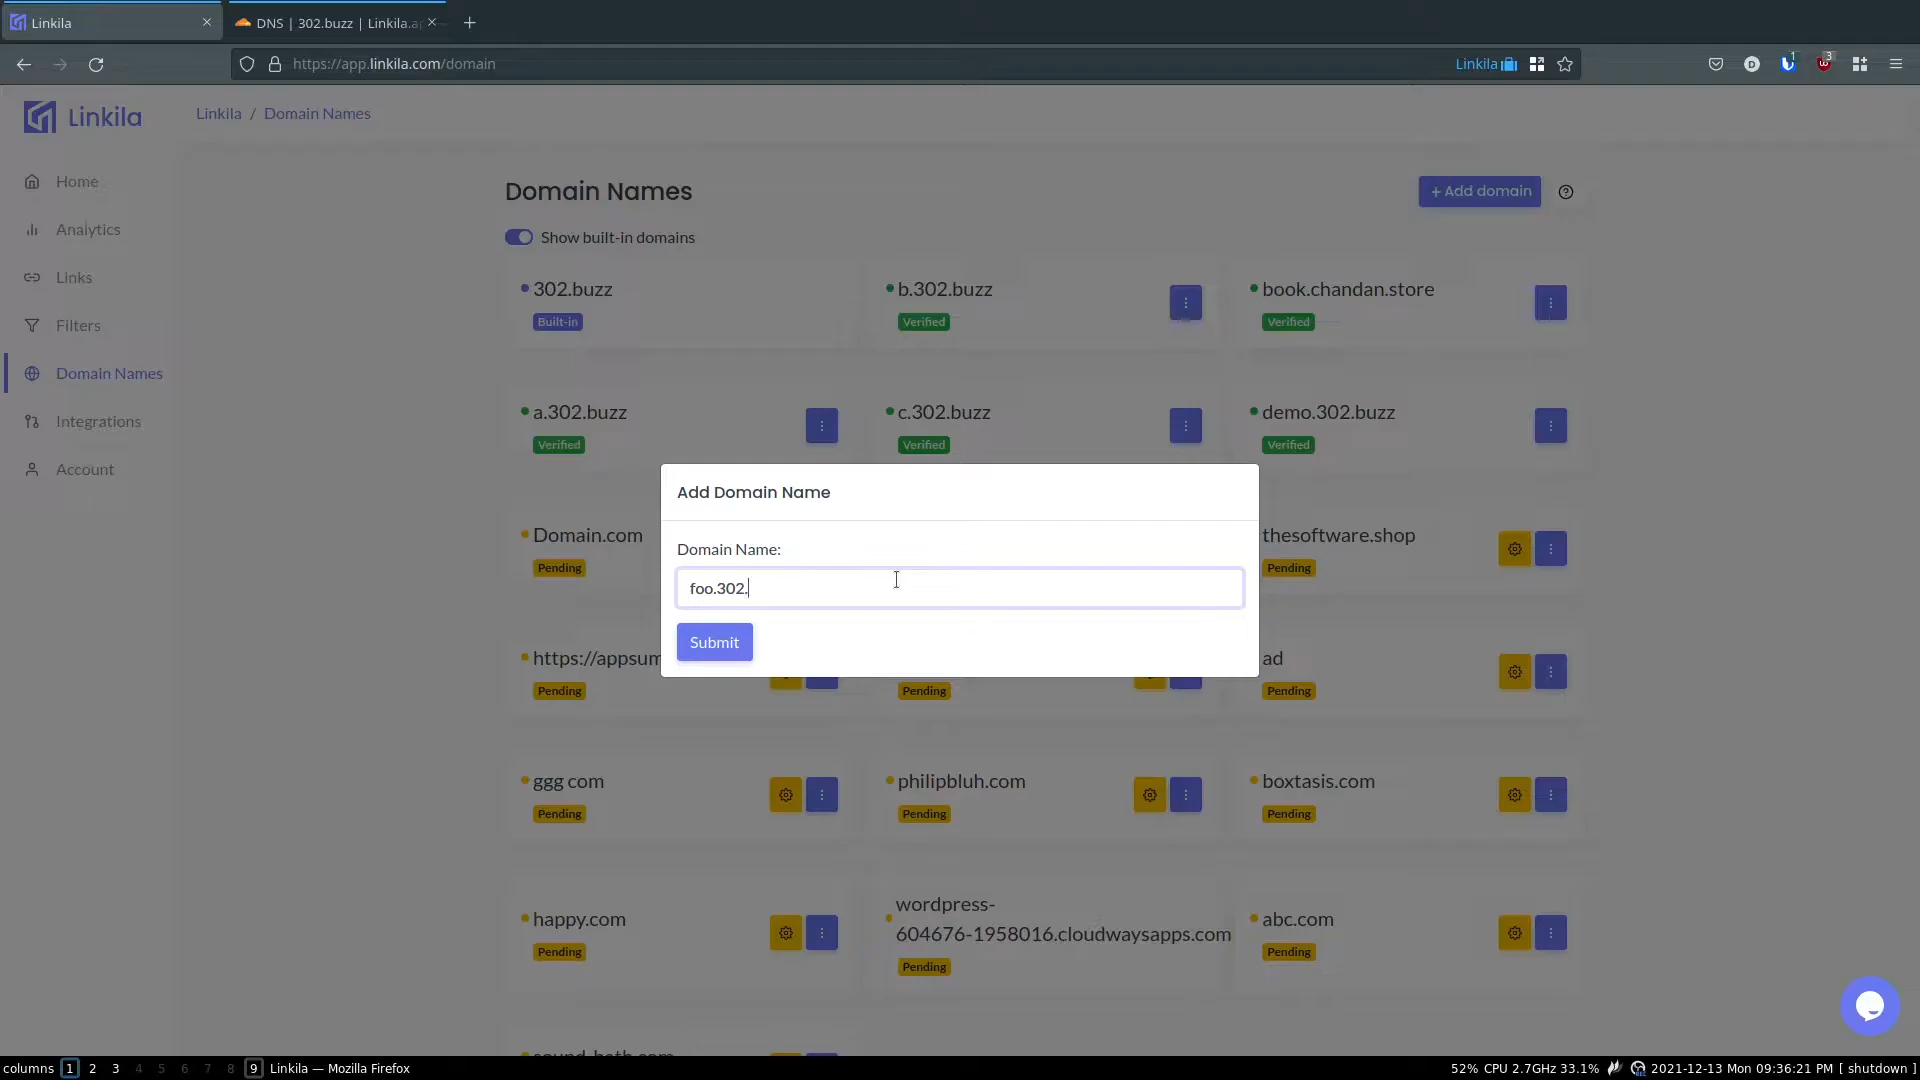 Linkila
DNS | 302.buzz | Linkila.a
https://app.linkila.com/domain
Linkila
1
3
Linkila
Linkila / Domain Names
Home
Analytics
Links
Filters
Domain Names
Integrations
Account
Domain Names
+ Add domain
Show built-in domains
302.buzz
Built-in
b.302.buzz
Verified
book.chandan.store
Verified
a.302.buzz
Verified
c.302.buzz
Verified
demo.302.buzz
Verified
Domain.com
Pending
thesoftware.shop
Pending
Add Domain Name
Domain Name:
foo.302.
Submit
https://appsum
Pending
Pending
ad
Pending
ggg com
Pending
philipbluh.com
Pending
boxtasis.com
Pending
happy.com
Pending
wordpress-
604676-1958016.cloudwaysapps.com
Pending
abc.com
Pending
columns 1 2 3 4 5 6 7 8 9 Linkila — Mozilla Firefox
52% CPU 2.7GHz 33.1% 2021-12-13 Mon 09:36:21 PM [ shutdown ]